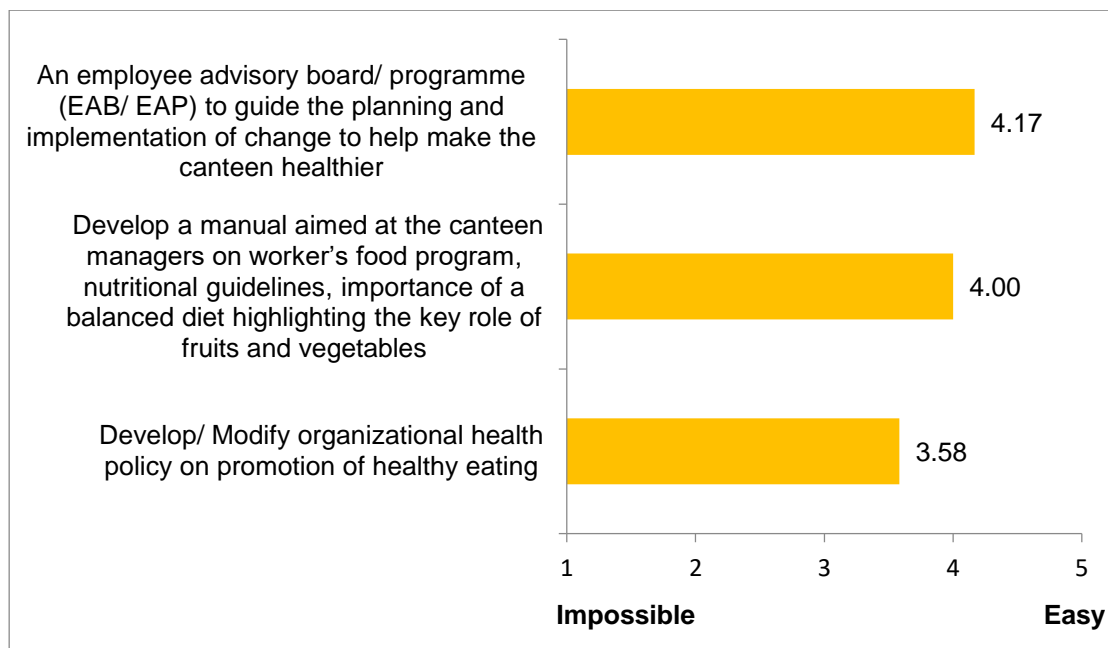 An employee advisory board/ programme
(EAB/ EAP) to guide the planning and
implementation of change to help make the
canteen healthier
4.17
Develop a manual aimed at the canteen
managers on worker’s food program,
nutritional guidelines, importance of a
balanced diet highlighting the key role of
fruits and vegetables
4.00
Develop/ Modify organizational health
policy on promotion of healthy eating
3.58
1 2 3 4 5
Impossible Easy